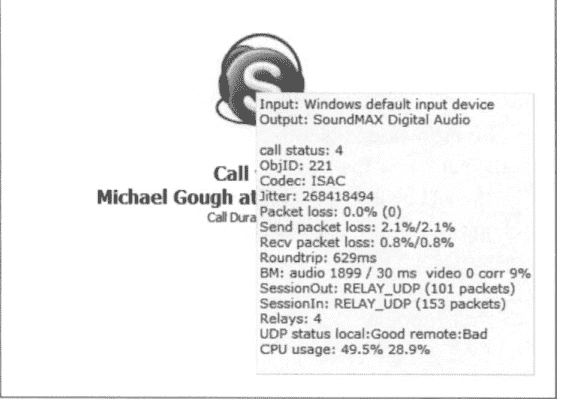 S
Input: Windows default input device
Output: SoundMAX Digital Audio
call status: 4
ObjID: 221
Call
Codec: ISAC
Jitter: 268418494
Michael Gough at
Packet loss: 0.0% (0)
Call Dura
Send packet loss: 2.1%/2.1%
Recv packet loss: 0.8%/0.8%
Roundtrip: 629ms
BM: audio 1899 / 30 ms video 0 corr 9%
SessionOut: RELAY_UDP (101 packets)
SessionIn: RELAY_UDP (153 packets)
Relays: 4
UDP status local:Good remote:Bad
CPU usage: 49.5% 28.9%